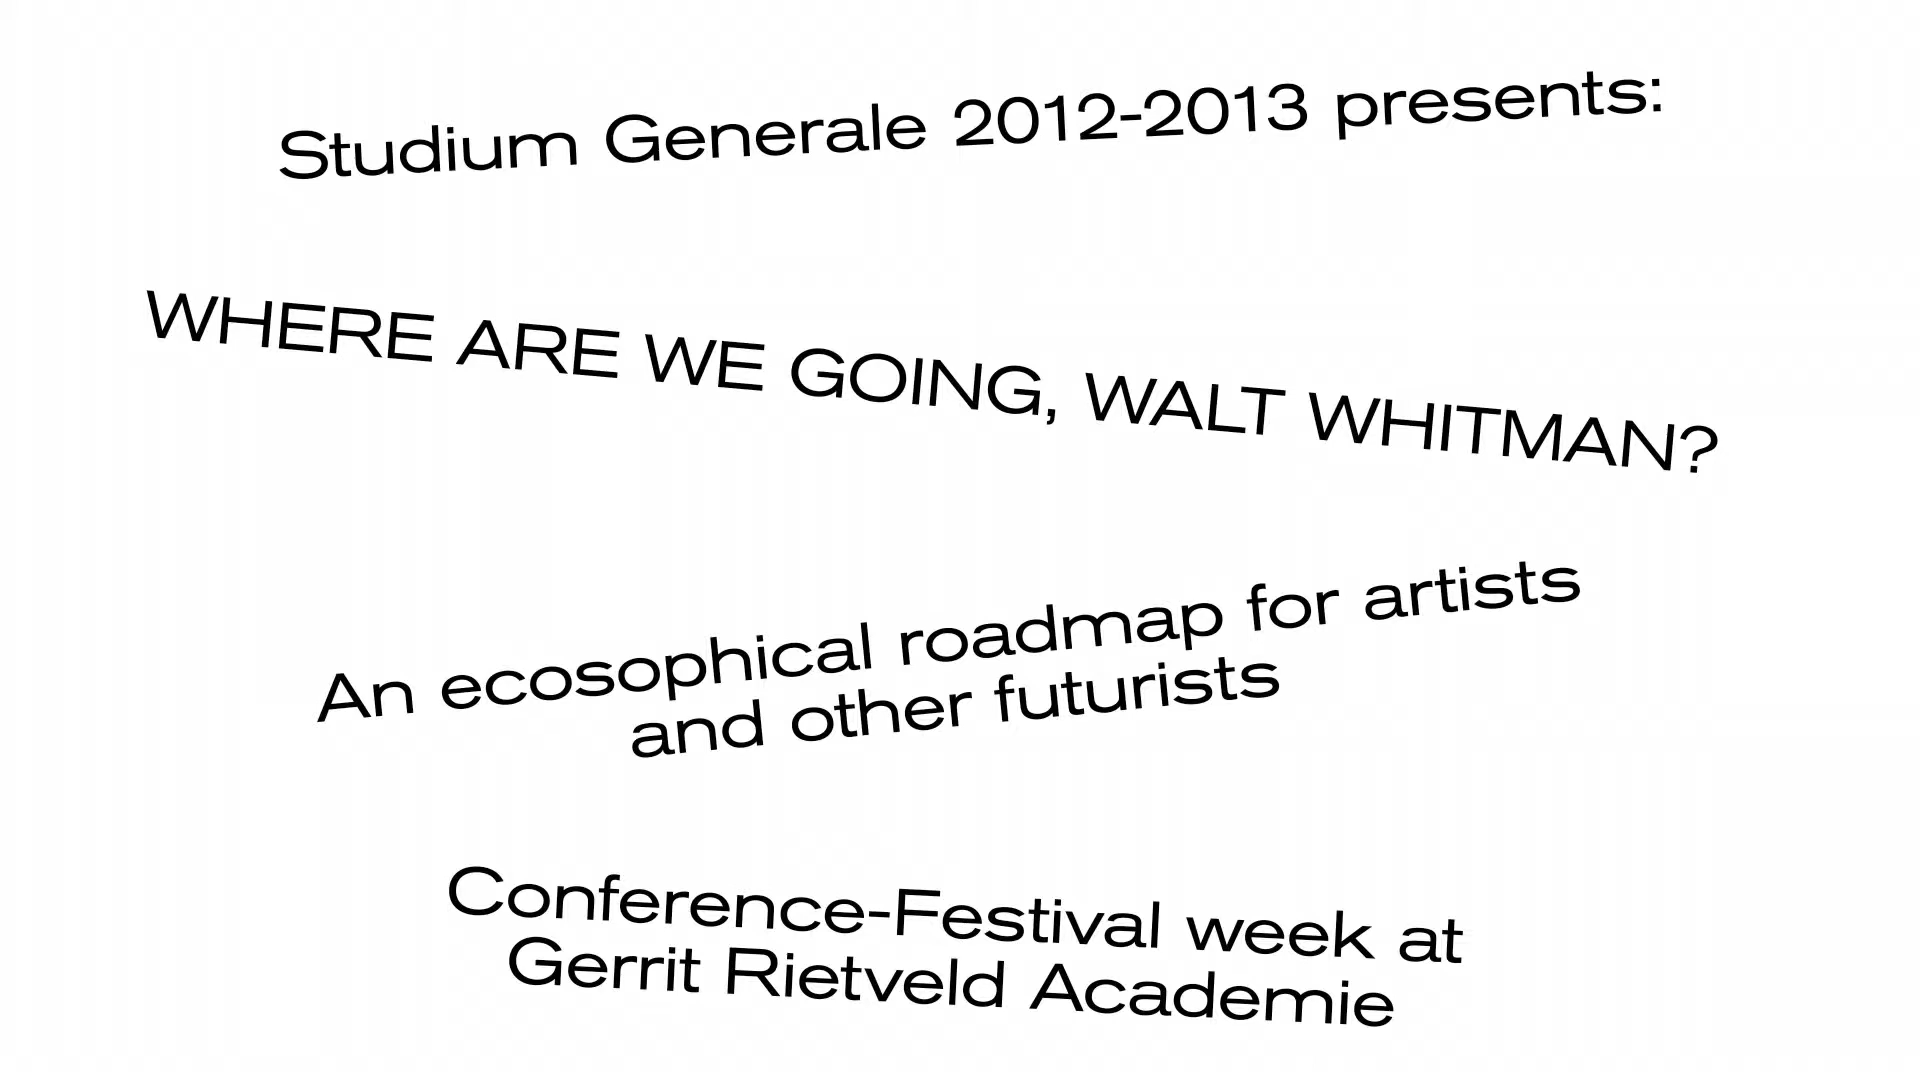 Studium Generale 2012-2013 presents:
WHERE ARE WE GOING, WALT WHITMAN?
An ecosophical roadmap for artists
and other futurists
Conference-Festival week at
Gerrit Rietveld Academie